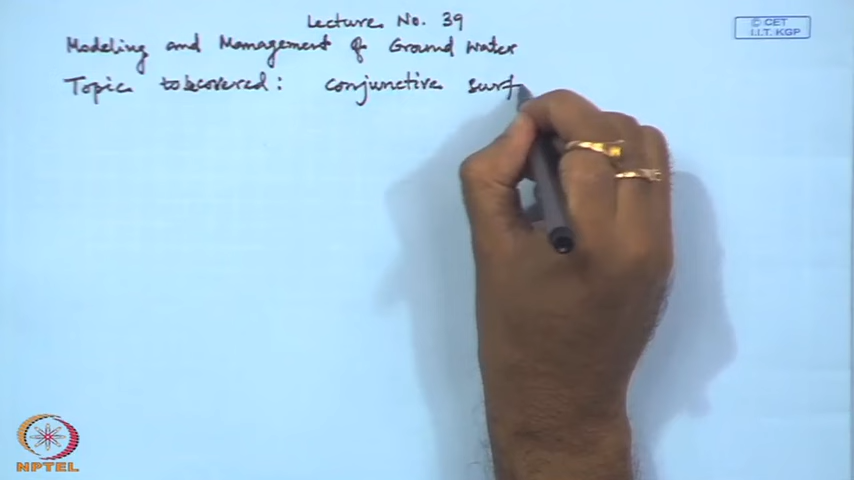 Lecture No. 39
© CET
I.I.T. KGP
Modeling and Management of Ground Water
Topic to be covered: Conjunctive surf
NPTEL